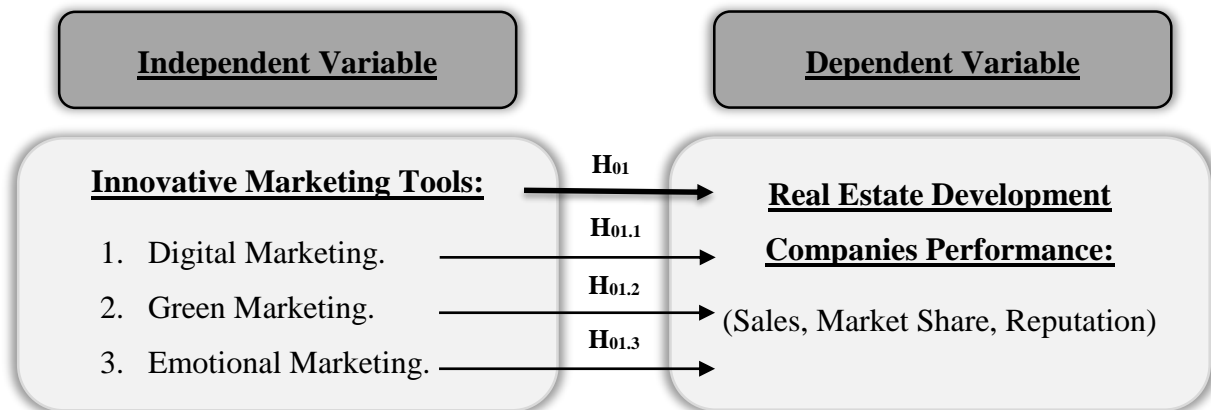 Independent Variable
Dependent Variable
Innovative Marketing Tools:
1. Digital Marketing.
2. Green Marketing.
3. Emotional Marketing.
H01
H01.1
H01.2
H01.3
Real Estate Development
Companies Performance:
(Sales, Market Share, Reputation)